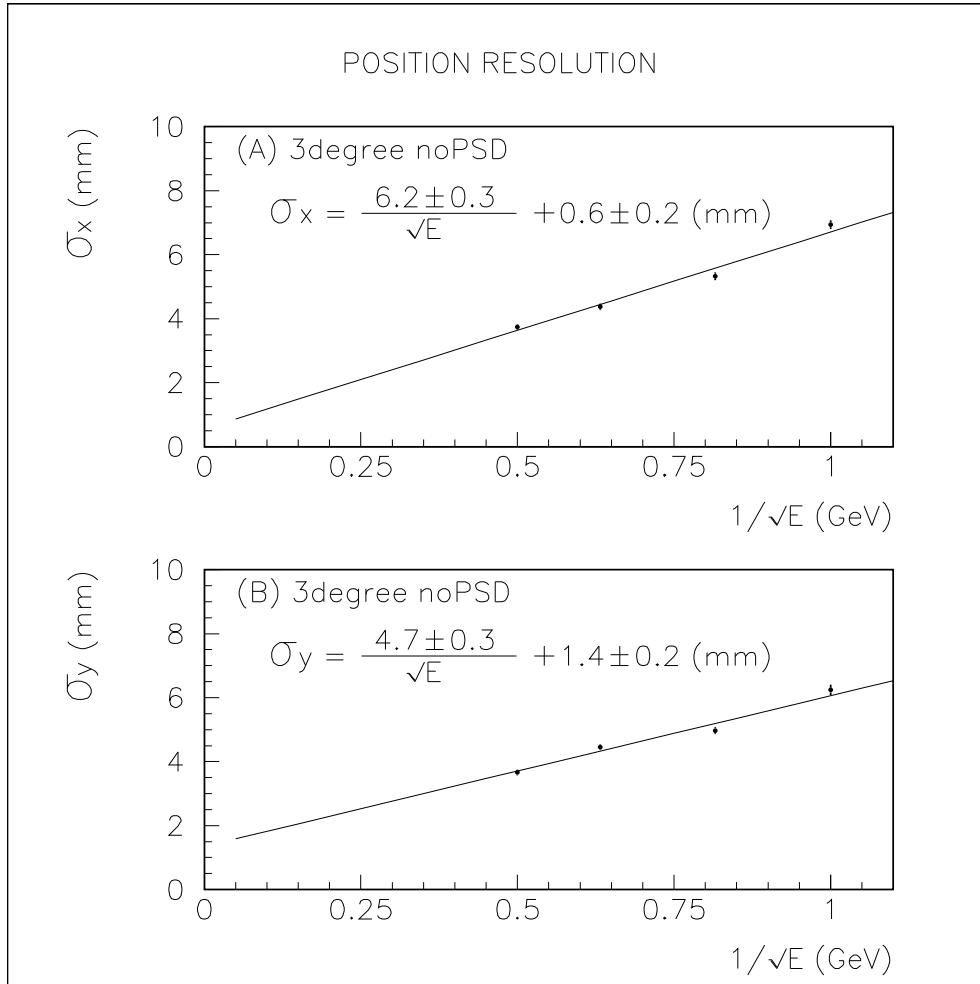 POSITION RESOLUTION
10
8
6
4
2
0
σx (mm)
(A) 3degree noPSD
σx = 6.2±0.3/√E +0.6±0.2 (mm)
0 0.25 0.5 0.75 1
1/√E (GeV)
10
8
6
4
2
0
σy (mm)
(B) 3degree noPSD
σy = 4.7±0.3/√E +1.4±0.2 (mm)
0 0.25 0.5 0.75 1
1/√E (GeV)